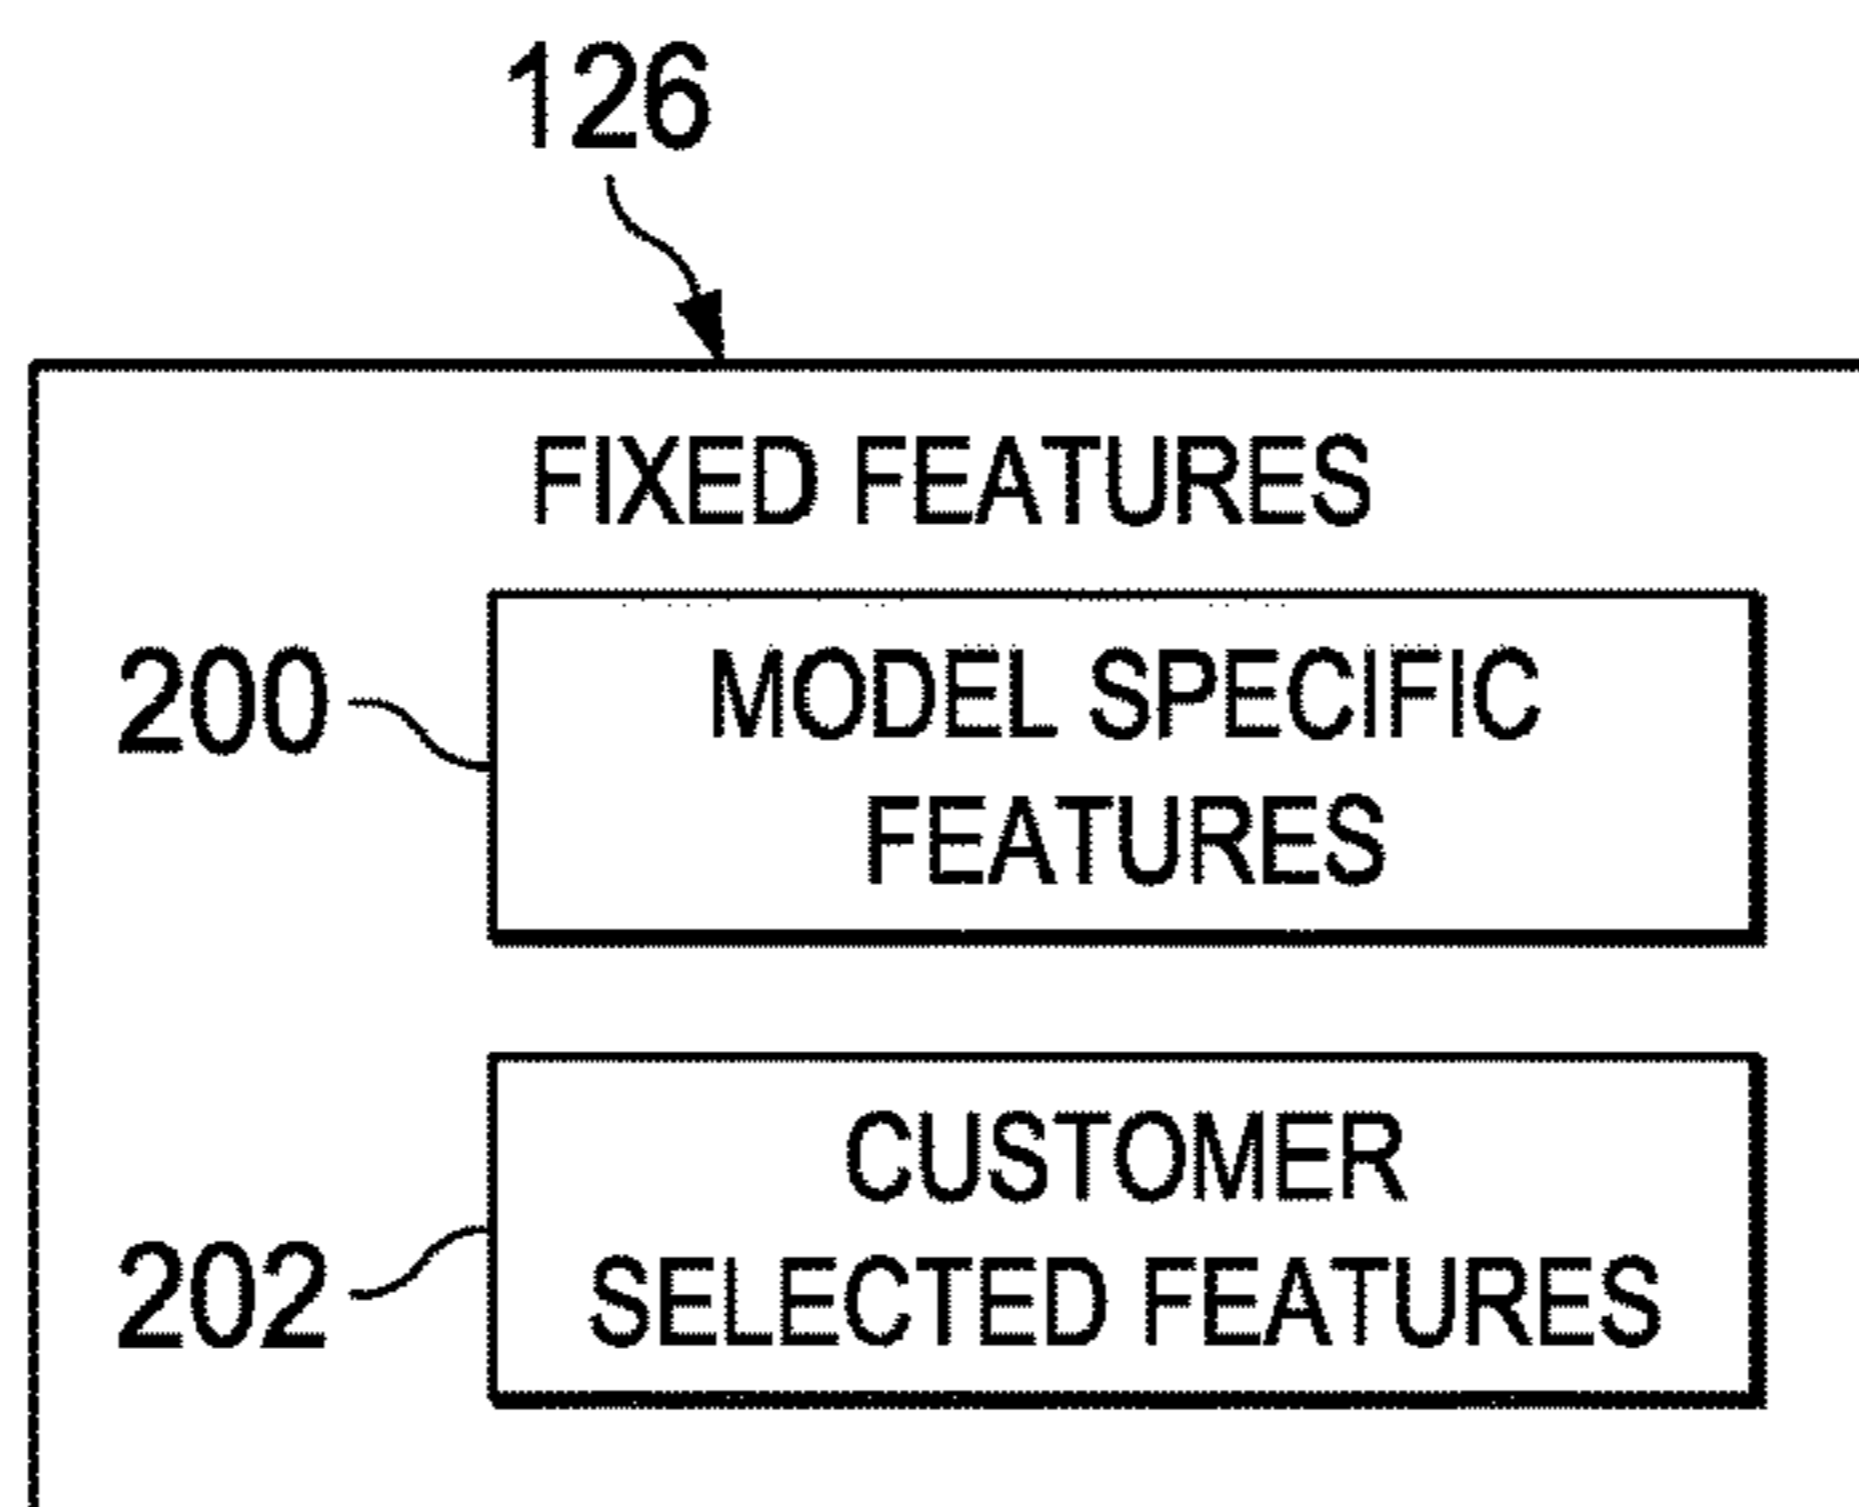 126
FIXED FEATURES
200
MODEL SPECIFIC
FEATURES
202
CUSTOMER
SELECTED FEATURES